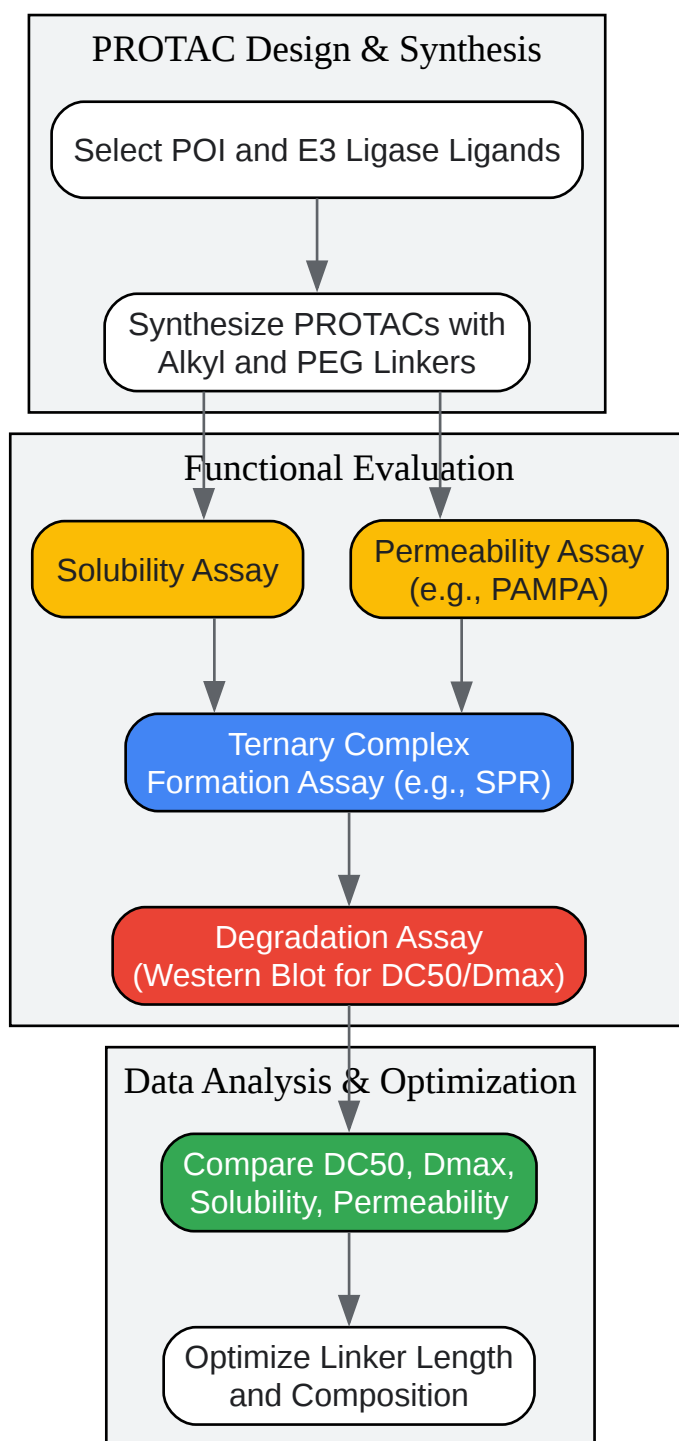 PROTAC Design & Synthesis
Select POI and E3 Ligase Ligands
Synthesize PROTACs with
Alkyl and PEG Linkers
Functional Evaluation
Solubility Assay
Permeability Assay
(e.g., PAMPA)
Ternary Complex
Formation Assay (e.g., SPR)
Degradation Assay
(Western Blot for DC50/Dmax)
Data Analysis & Optimization
Compare DC50, Dmax,
Solubility, Permeability
Optimize Linker Length
and Composition